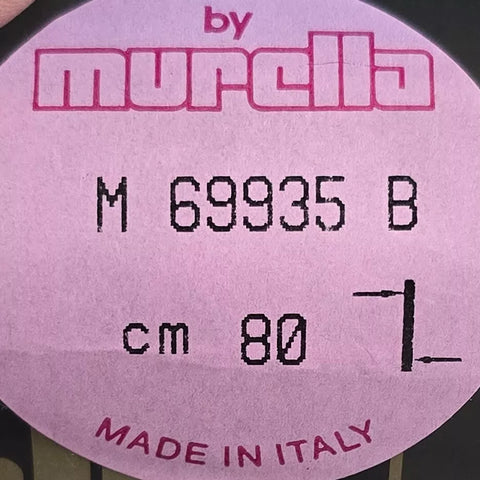 by
murella
M 69935 B
cm 80
MADE IN ITALY